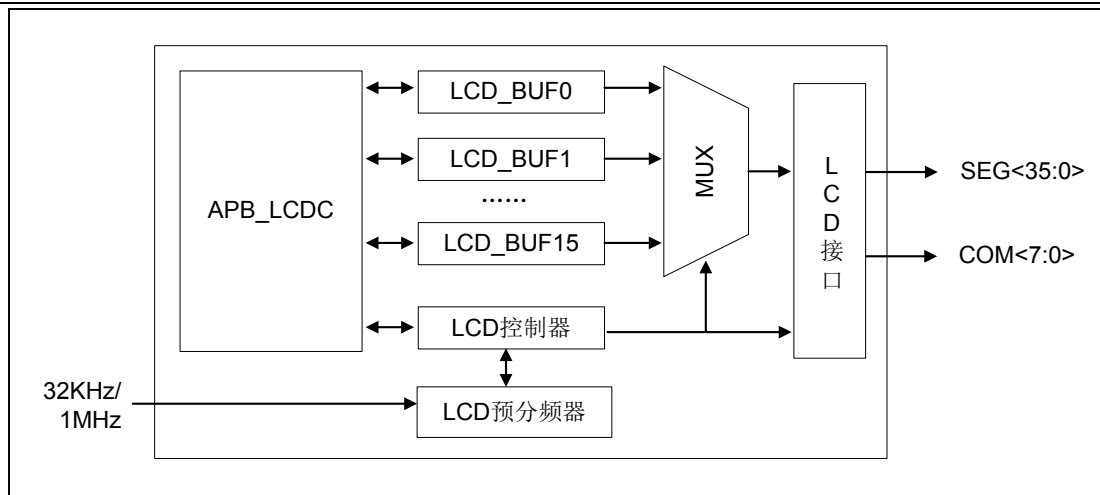 LCD_BUF0
LCD_BUF1
……
LCD_BUF15
APB_LCDC
MUX
L
C
D
接
口
SEG<35:0>
COM<7:0>
LCD控制器
32KHz/
1MHz
LCD预分频器